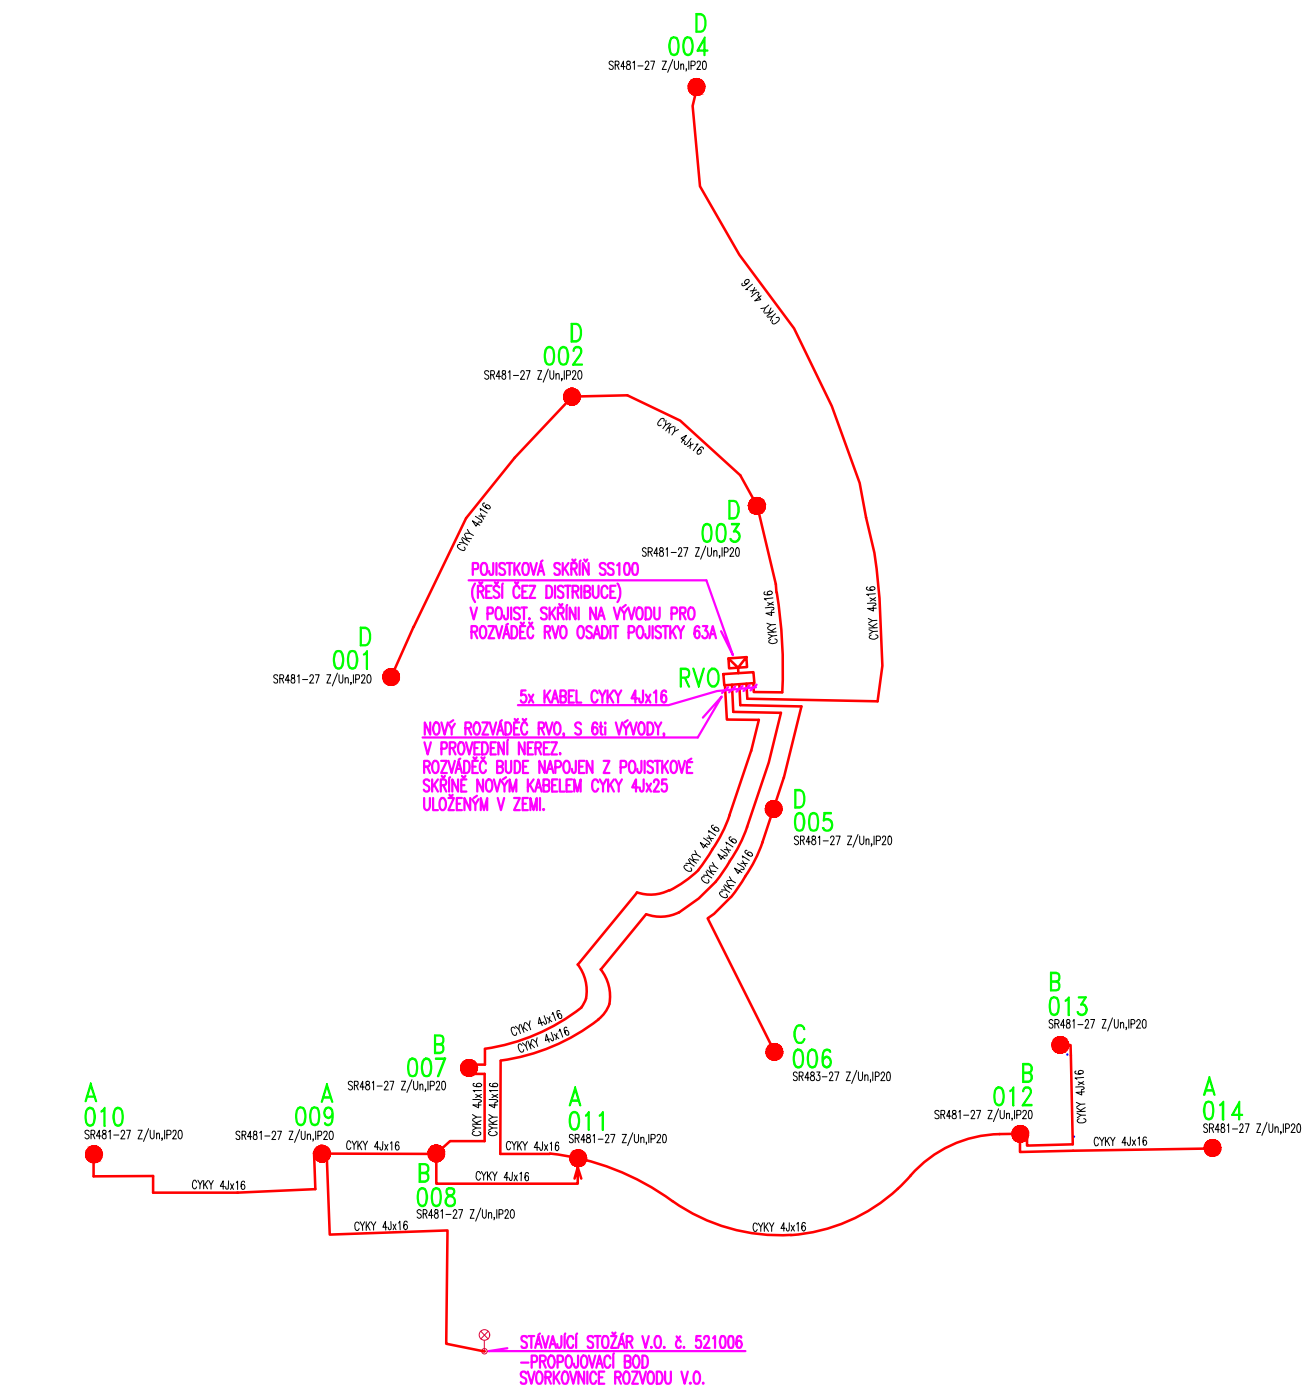 D
004
SR481-27 Z/Un,IP20
CYKY 4Jx16
D
002
SR481-27 Z/Un,IP20
CYKY 4Jx16
CYKY 4Jx16
D
003
SR481-27 Z/Un,IP20
POJISTKOVÁ SKŘÍŇ SS100
(ŘEŠÍ ČEZ DISTRIBUCE)
V POJIST. SKŘÍNI NA VÝVODU PRO
ROZVÁDĚČ RVO OSADIT POJISTKY 63A
CYKY 4Jx16
CYKY 4Jx16
D
001
SR481-27 Z/Un,IP20
RVO
5x KABEL CYKY 4Jx16
NOVÝ ROZVÁDĚČ RVO, S 6ti VÝVODY,
V PROVEDENÍ NEREZ.
ROZVÁDĚČ BUDE NAPOJEN Z POJISTKOVÉ
SKŘÍNĚ NOVÝM KABELEM CYKY 4Jx25
ULOŽENÝM V ZEMI.
D
005
SR481-27 Z/Un,IP20
CYKY 4Jx16
CYKY 4Jx16
CYKY 4Jx16
CYKY 4Jx16
CYKY 4Jx16
B
007
SR481-27 Z/Un,IP20
C
006
SR483-27 Z/Un,IP20
B
013
SR481-27 Z/Un,IP20
CYKY 4Jx16
CYKY 4Jx16
CYKY 4Jx16
A
010
SR481-27 Z/Un,IP20
A
009
SR481-27 Z/Un,IP20
CYKY 4Jx16
CYKY 4Jx16
A
011
SR481-27 Z/Un,IP20
B
012
SR481-27 Z/Un,IP20
A
014
SR481-27 Z/Un,IP20
CYKY 4Jx16
CYKY 4Jx16
B
008
SR481-27 Z/Un,IP20
CYKY 4Jx16
CYKY 4Jx16
CYKY 4Jx16
STÁVAJÍCÍ STOŽÁR V.O. č. 521006
-PROPOJOVACÍ BOD
SVORKOVNICE ROZVODU V.O.